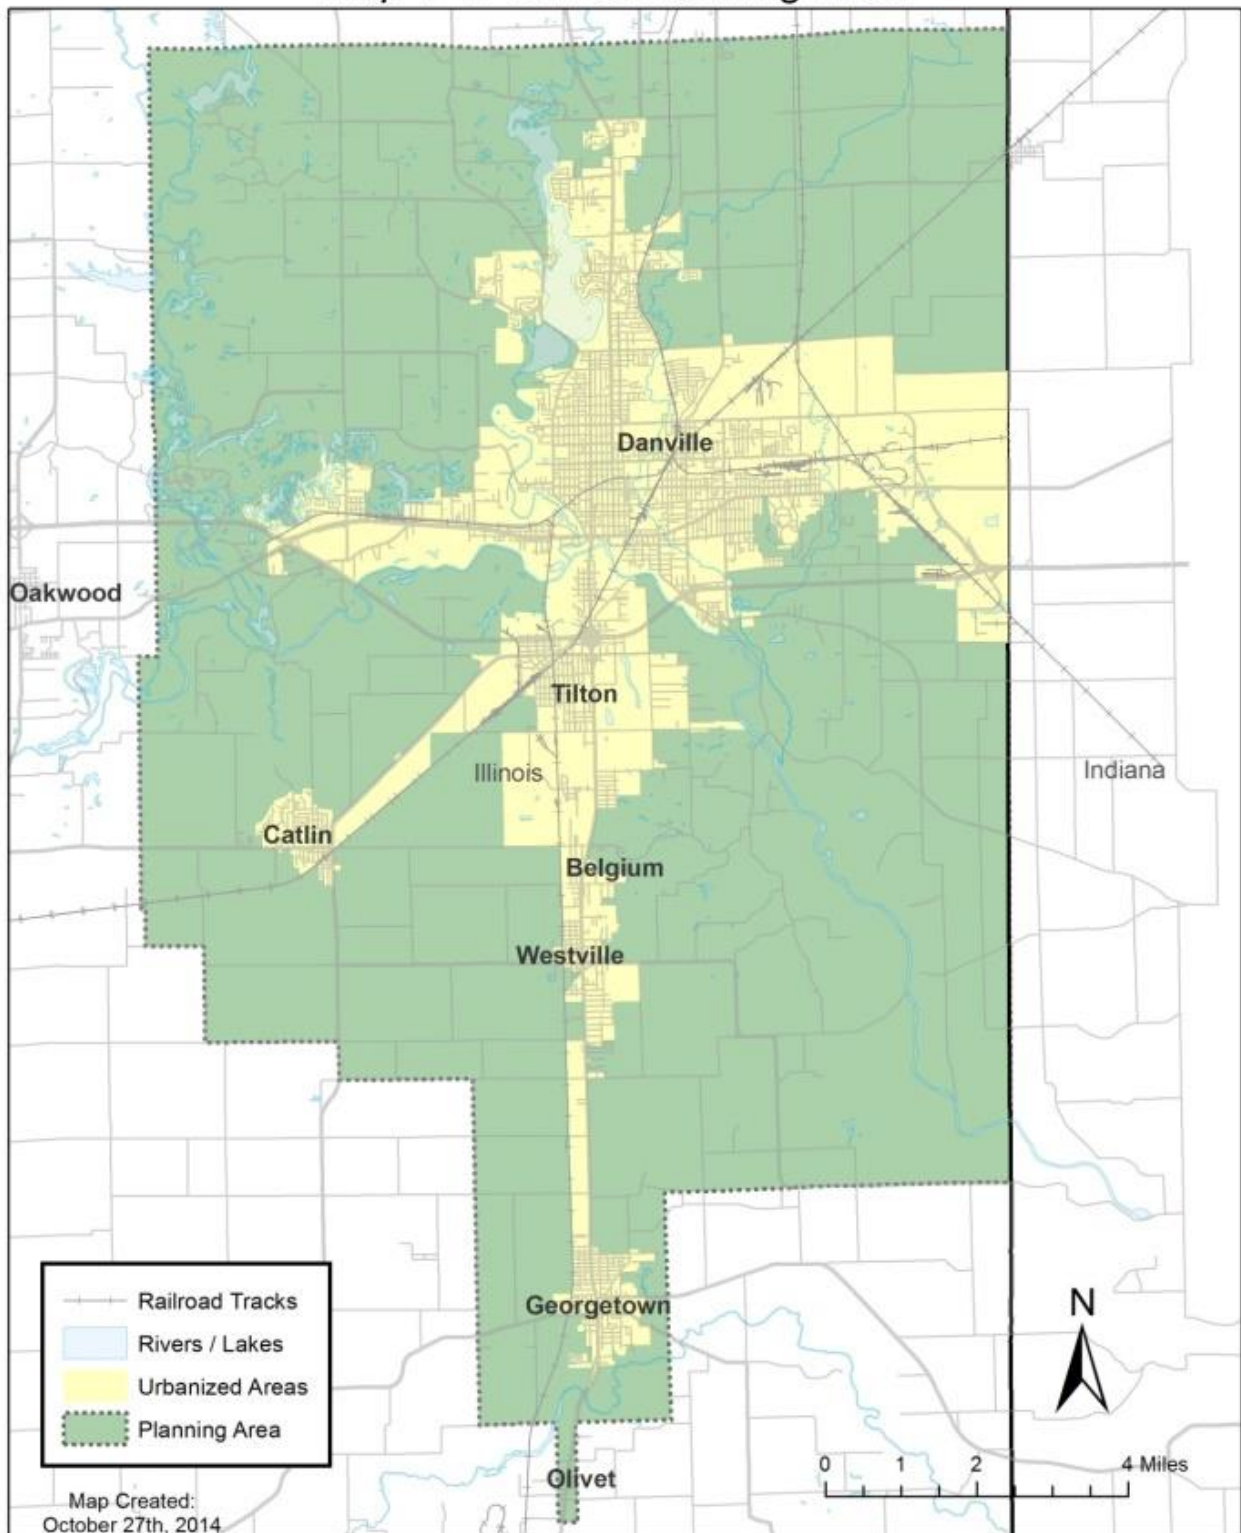 Danville
Oakwood
Tilton
Illinois
Indiana
Catlin
Belgium
Westville
Georgetown
Railroad Tracks
Rivers / Lakes
Urbanized Areas
Planning Area
N
0 1 2 4 Miles
Olivet
Map Created:
October 27th, 2014